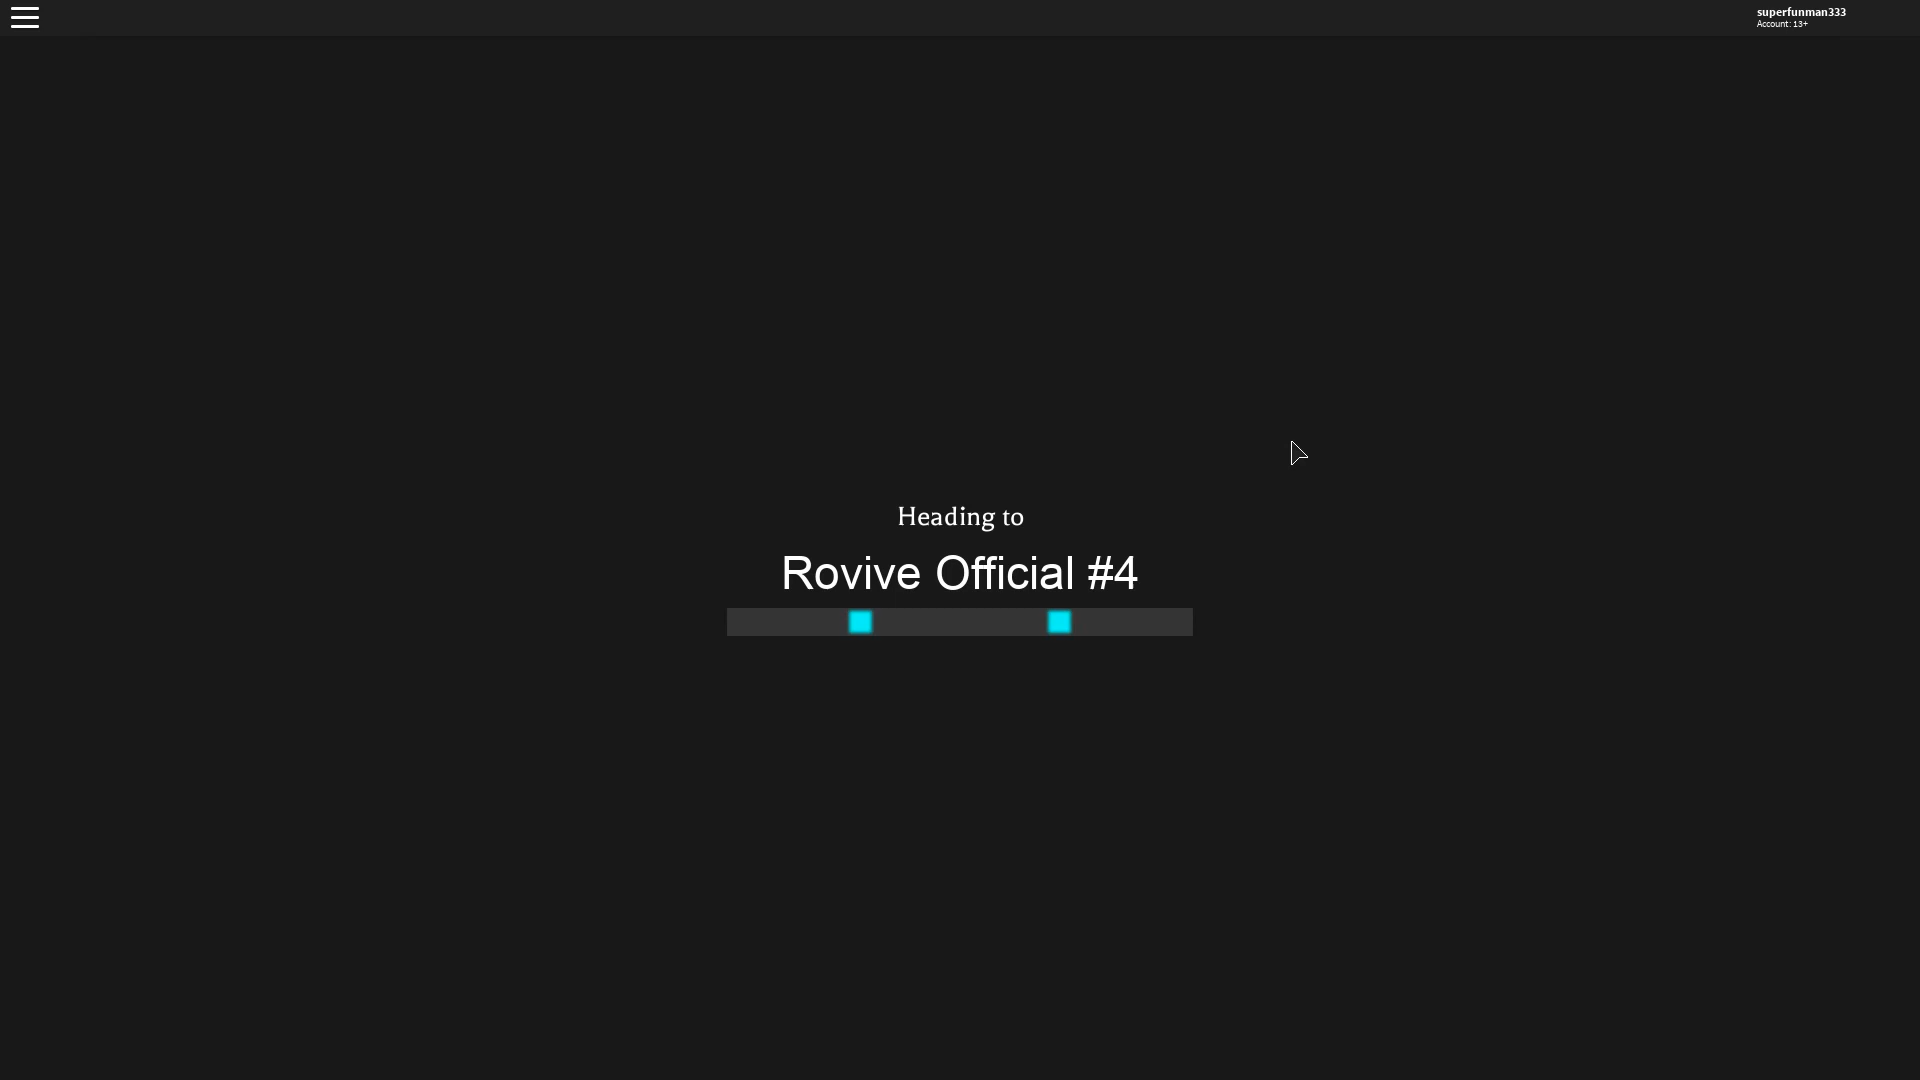 superfunman333
Account: 13+
Heading to
Rovive Official #4